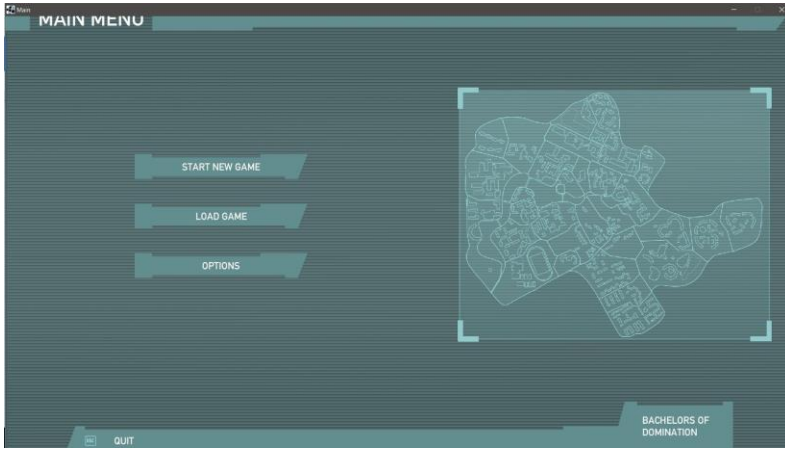 Main
MAIN MENU
START NEW GAME
LOAD GAME
OPTIONS
BACHELORS OF
DOMINATION
ESC QUIT